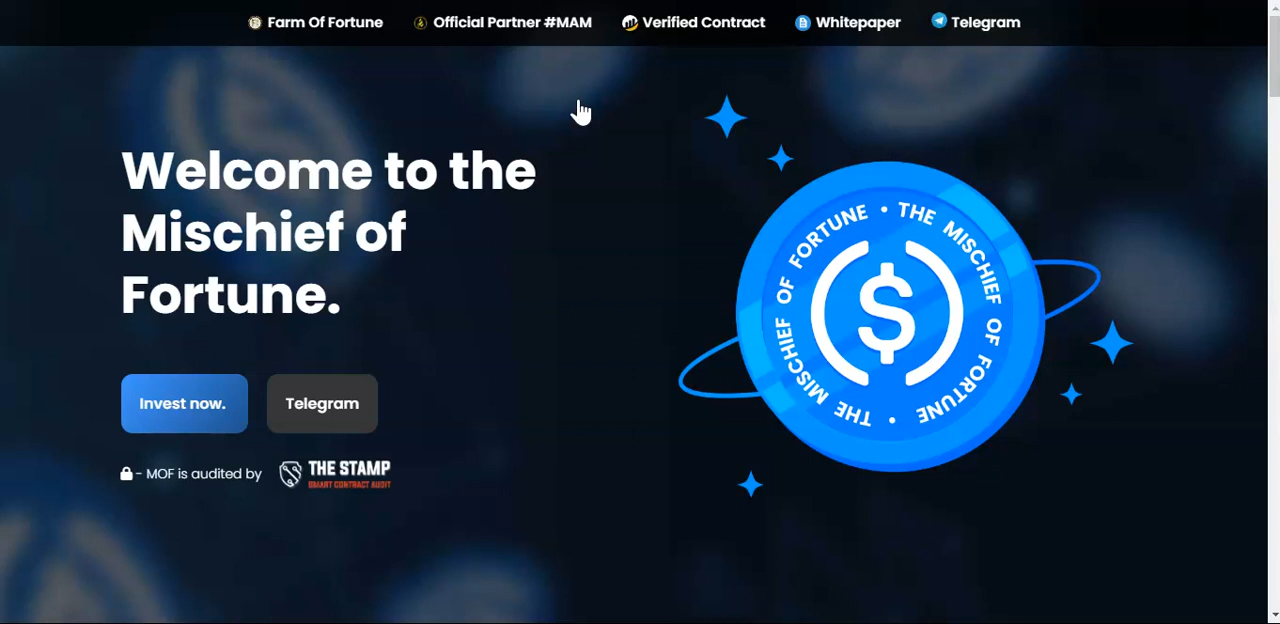 Farm Of Fortune Official Partner #MAM Verified Contract Whitepaper Telegram
Welcome to the
Mischief of
Fortune.
Invest now. Telegram
- MOF is audited by THE STAMP
SMART CONTRACT AUDIT
THE MISCHIEF OF FORTUNE • THE MISCHIEF OF FORTUNE •
$